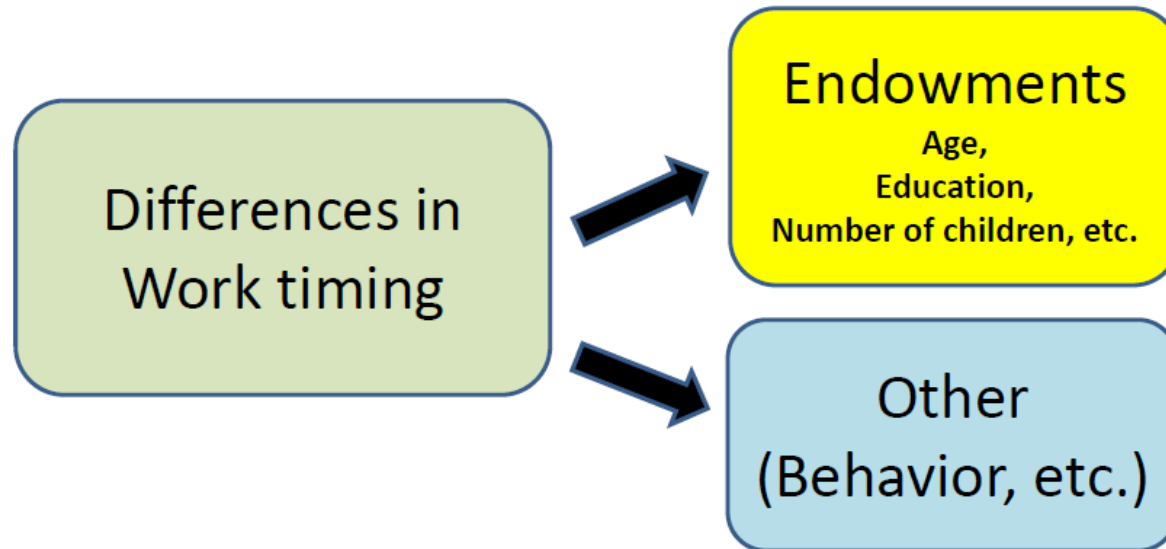 Differences in
Work timing
Endowments
Age,
Education,
Number of children, etc.
Other
(Behavior, etc.)